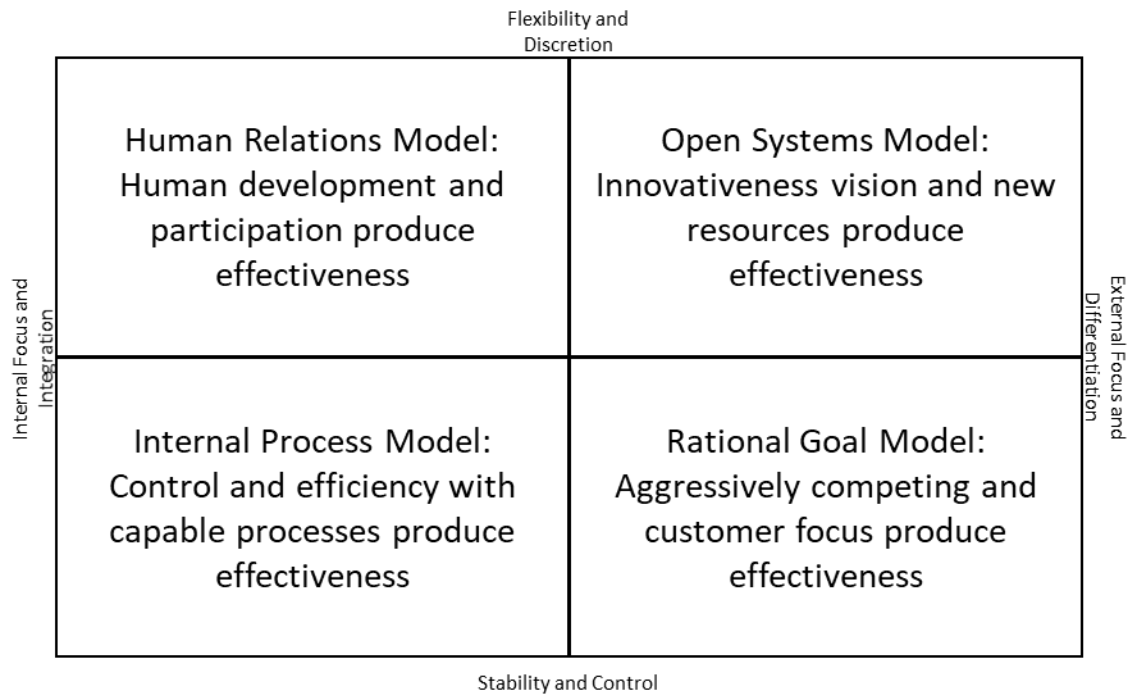 Flexibility and
Discretion
Human Relations Model:
Human development and
participation produce
effectiveness
Open Systems Model:
Innovativeness vision and new
resources produce
effectiveness
Internal Focus and
Integration
External Focus and
Differentiation
Internal Process Model:
Control and efficiency with
capable processes produce
effectiveness
Rational Goal Model:
Aggressively competing and
customer focus produce
effectiveness
Stability and Control